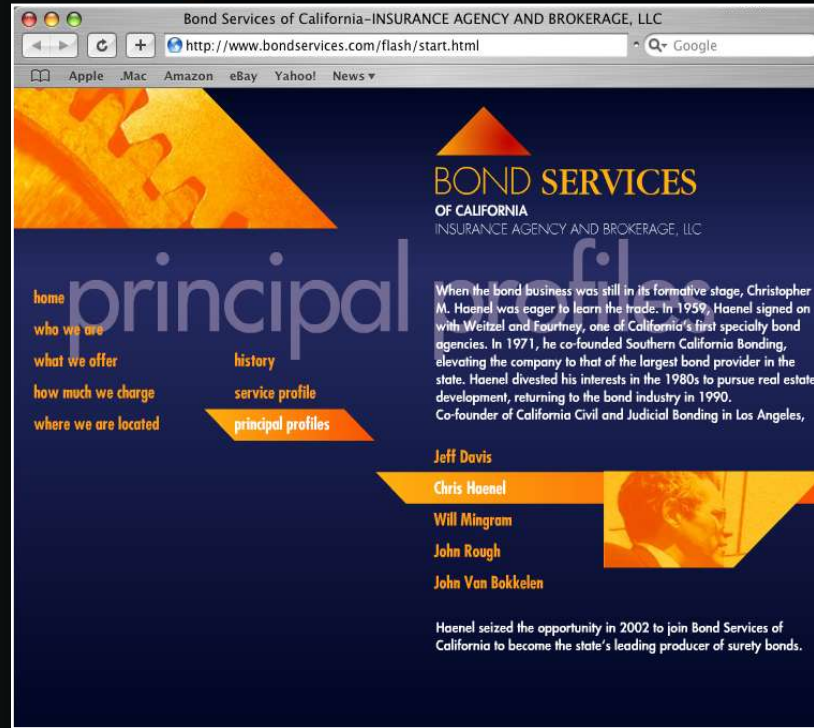 Bond Services of California–INSURANCE AGENCY AND BROKERAGE, LLC
http://www.bondservices.com/flash/start.html
Google
Apple .Mac Amazon eBay Yahoo! News
BOND SERVICES
OF CALIFORNIA
INSURANCE AGENCY AND BROKERAGE, LLC
principal profiles
home
who we are
what we offer
how much we charge
where we are located
history
service profile
principal profiles
When the bond business was still in its formative stage, Christopher
M. Haenel was eager to learn the trade. In 1959, Haenel signed on
with Weitzel and Fourtney, one of California's first specialty bond
agencies. In 1971, he co-founded Southern California Bonding,
elevating the company to that of the largest bond provider in the
state. Haenel divested his interests in the 1980s to pursue real estate
development, returning to the bond industry in 1990.
Co-founder of California Civil and Judicial Bonding in Los Angeles,
Jeff Davis
Chris Haenel
Will Mingram
John Rough
John Van Bokkelen
Haenel seized the opportunity in 2002 to join Bond Services of
California to become the state's leading producer of surety bonds.